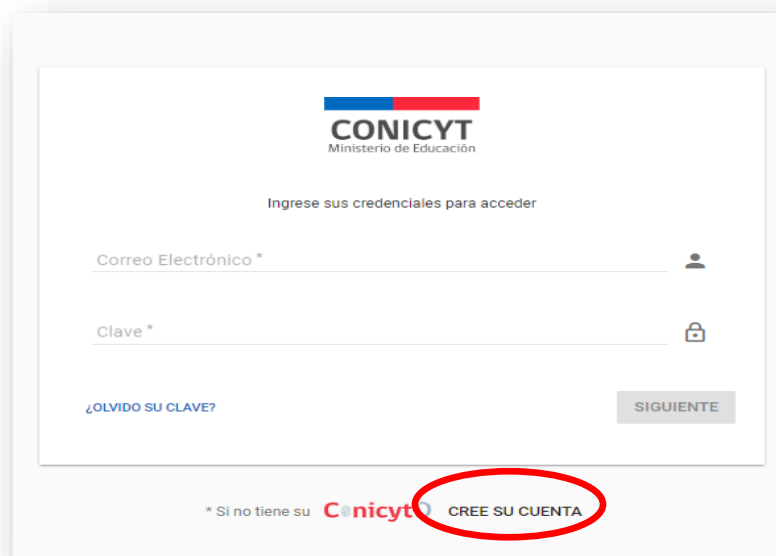 CONICYT
Ministerio de Educación
Ingrese sus credenciales para acceder
Correo Electrónico *
Clave *
¿OLVIDO SU CLAVE?
SIGUIENTE
* Si no tiene su ConicytID CREE SU CUENTA